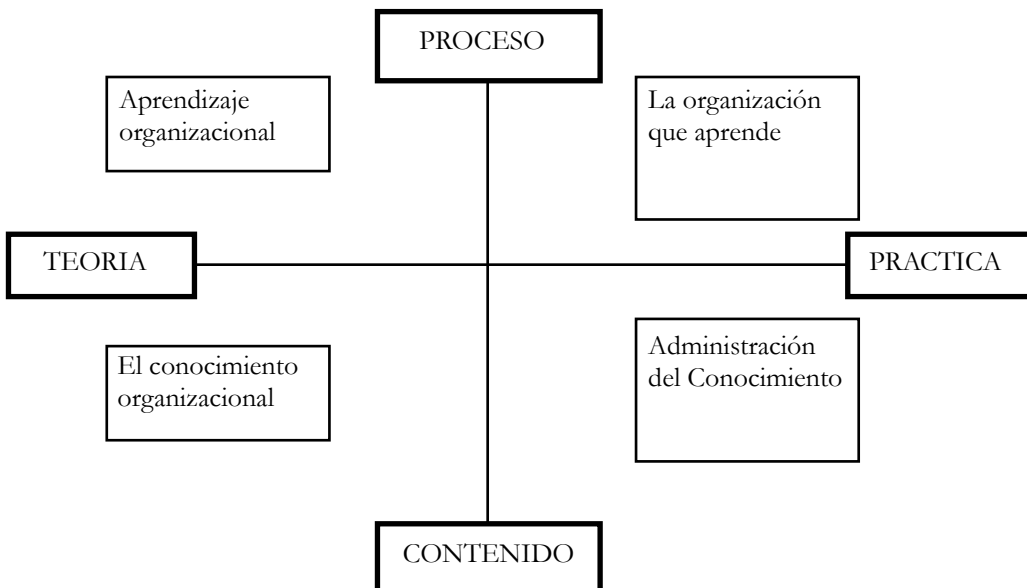 PROCESO
Aprendizaje
organizacional
La organización
que aprende
TEORIA
PRACTICA
El conocimiento
organizacional
Administración
del Conocimiento
CONTENIDO